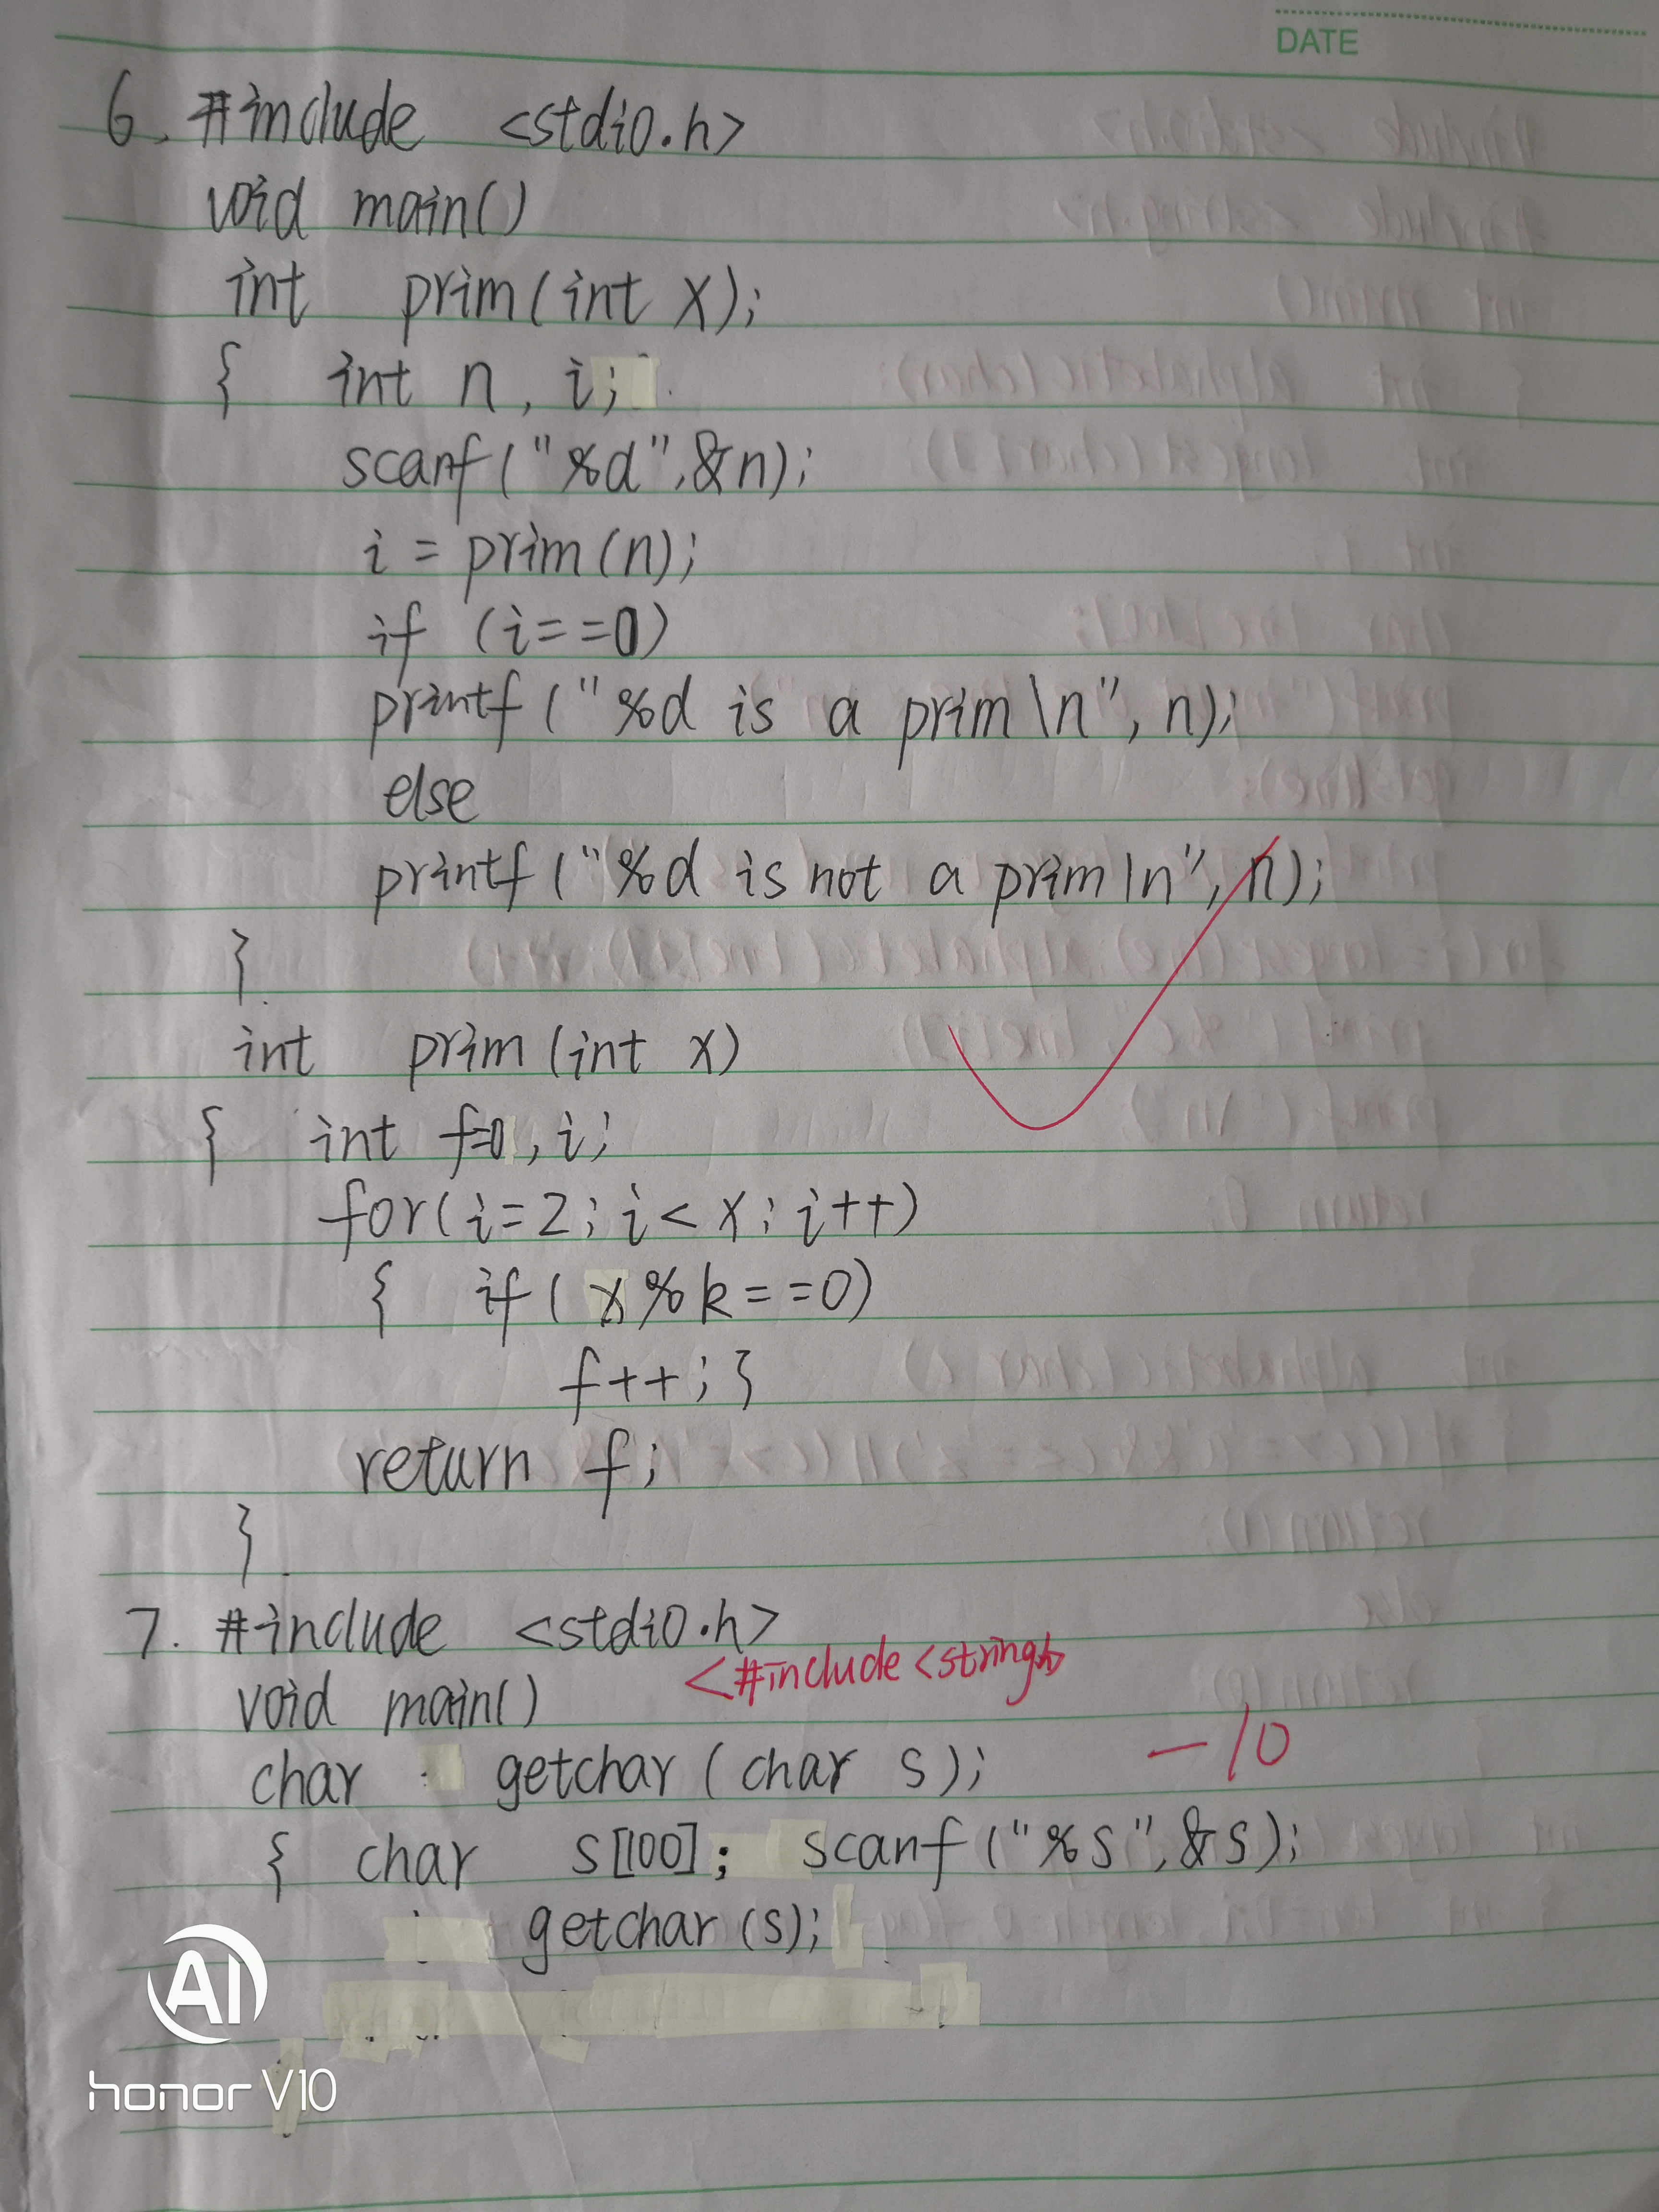 DATE
6. #include <stdio.h>
void main()
int prim(int x);
{ int n, i;
scanf("%d",&n);
i = prim(n);
if (i==0)
printf("%d is a prim\n", n);
else
printf("%d is not a prim\n", n);
}
int prim(int x)
{ int f=0, i;
for(i=2; i<x; i++)
{ if(x%k==0)
f++; }
return f;
}
7. #include <stdio.h>
<#include <string.h>
void main()
-10
char getchar(char s);
{ char s[100]; scanf("%s",&s);
getchar(s);
AI
honor V10